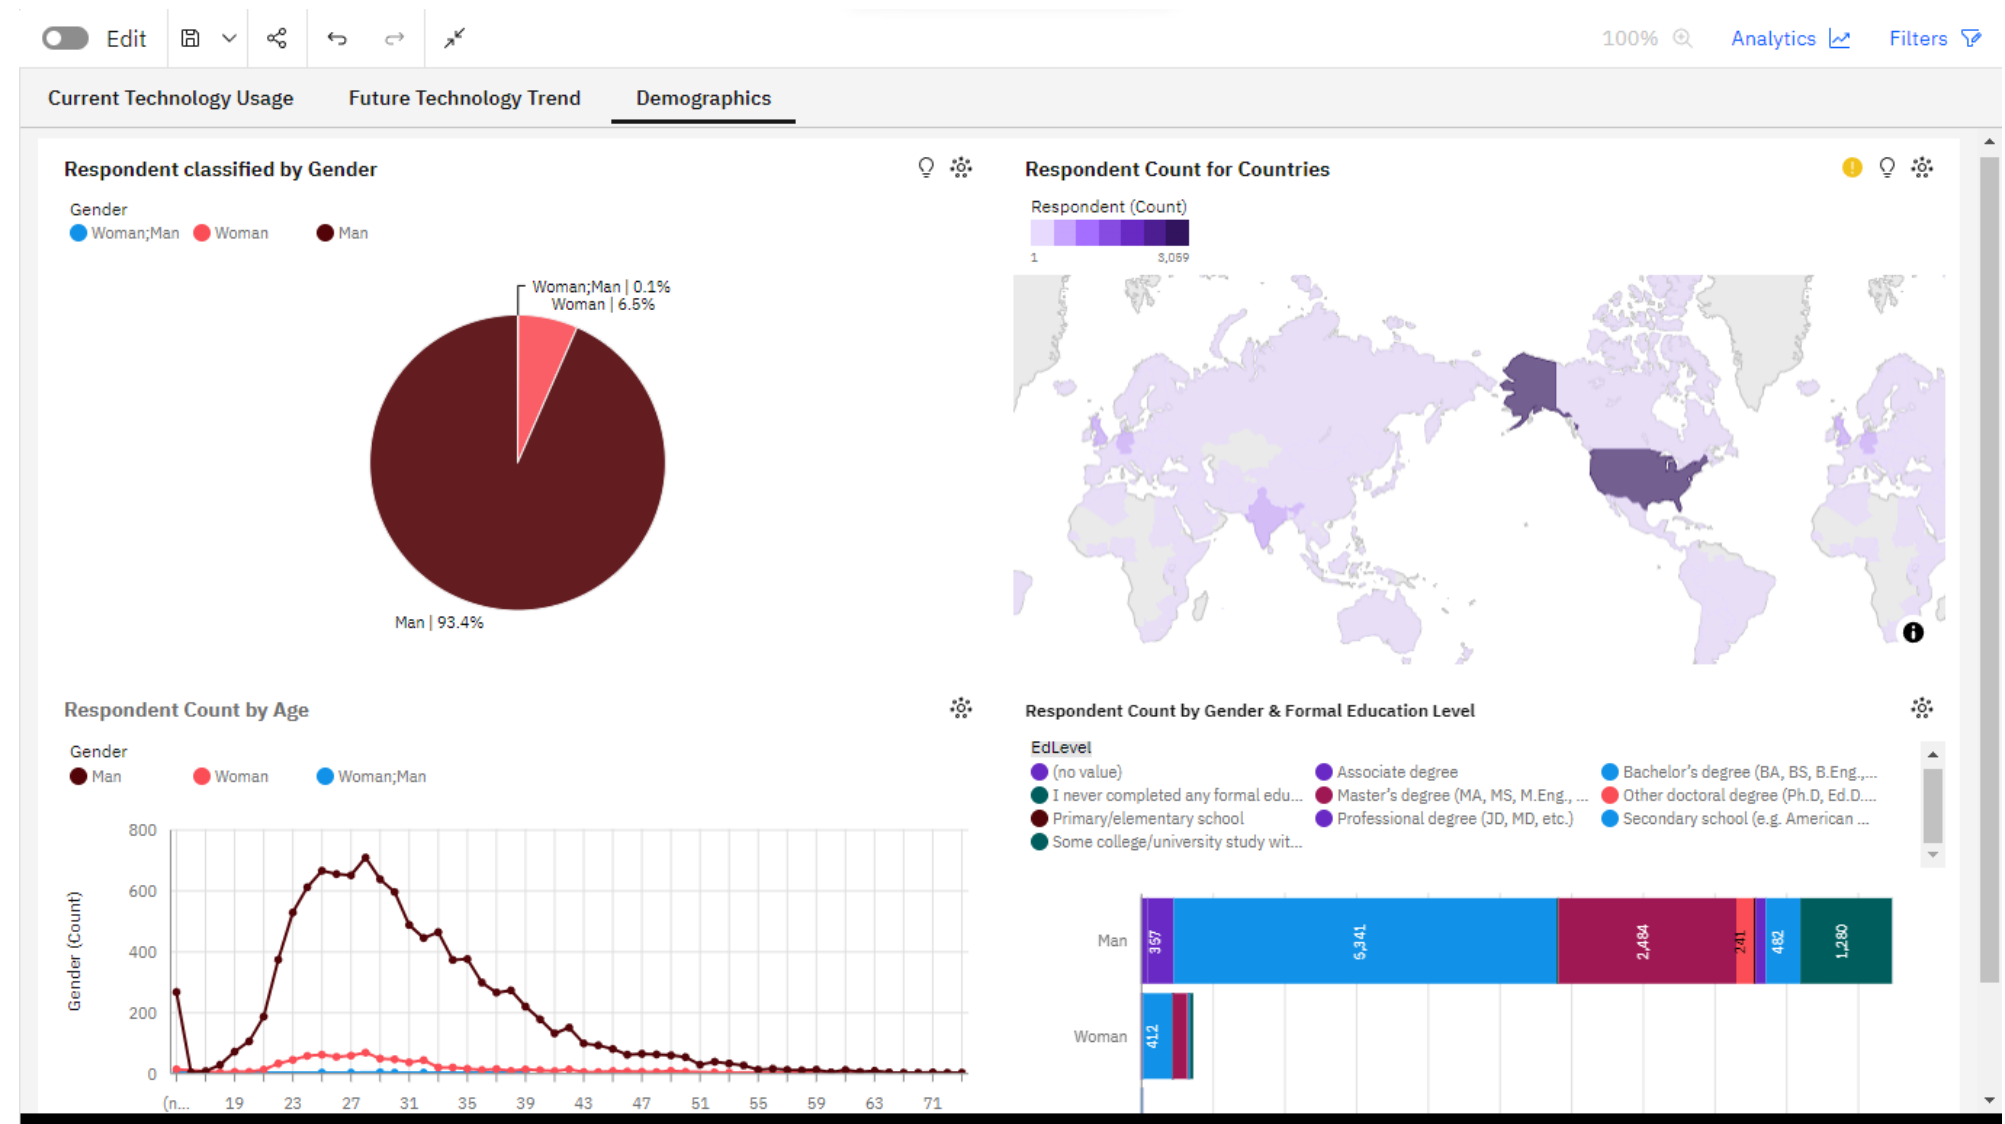 Edit
100%
Analytics
Filters
Current Technology Usage
Future Technology Trend
Demographics
Respondent classified by Gender
Gender
Woman;Man
Woman
Man
Woman;Man | 0.1%
Woman | 6.5%
Man | 93.4%
Respondent Count for Countries
Respondent (Count)
1
3,059
Respondent Count by Age
Gender
Man
Woman
Woman;Man
Gender (Count)
800
600
400
200
0
(n...
19
23
27
31
35
39
43
47
51
55
59
63
71
Respondent Count by Gender & Formal Education Level
EdLevel
(no value)
Associate degree
Bachelor's degree (BA, BS, B.Eng.,...
I never completed any formal edu...
Master's degree (MA, MS, M.Eng., ...
Other doctoral degree (Ph.D, Ed.D....
Primary/elementary school
Professional degree (JD, MD, etc.)
Secondary school (e.g. American ...
Some college/university study wit...
Man
357
5,341
2,484
241
482
1,280
Woman
412